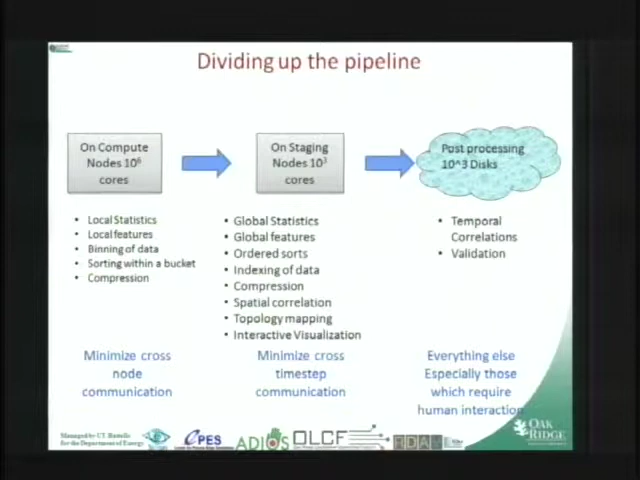 Dividing up the pipeline
On Compute
Nodes 10⁶
cores
On Staging
Nodes 10³
cores
Post processing
10^3 Disks
• Local Statistics
• Local features
• Binning of data
• Sorting within a bucket
• Compression
• Global Statistics
• Global features
• Ordered sorts
• Indexing of data
• Compression
• Spatial correlation
• Topology mapping
• Interactive Visualization
• Temporal
Correlations
• Validation
Minimize cross
node
communication
Minimize cross
timestep
communication
Everything else
Especially those
which require
human interaction
Managed by UT-Battelle
for the Department of Energy
CPES
ADIOS
OLCF
OAK
RIDGE